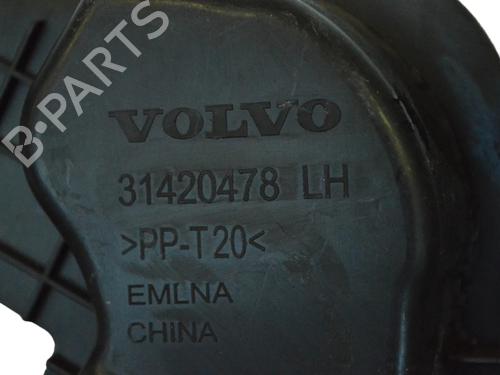 B-PARTS
VOLVO
31420478 LH
>PP-T20<
EMLNA
CHINA